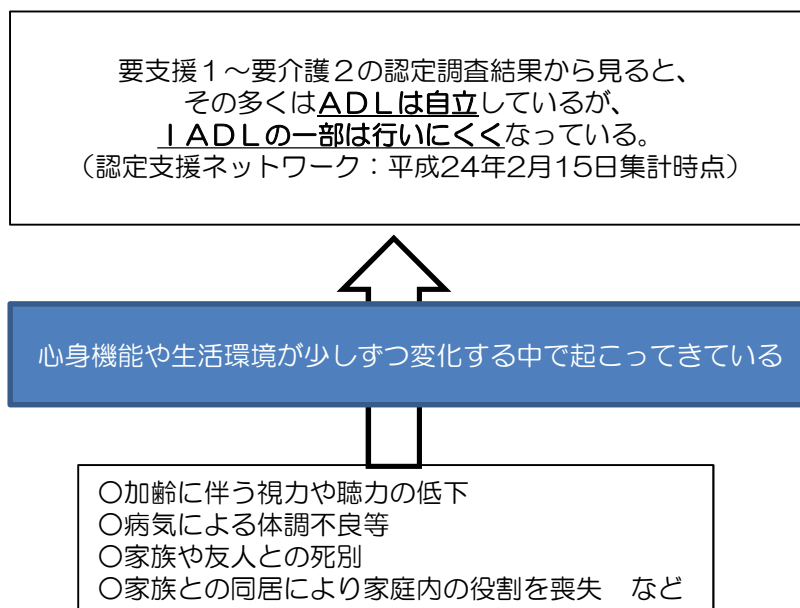 要支援１～要介護２の認定調査結果から見ると、
その多くはＡＤＬは自立しているが、
ＩＡＤＬの一部は行いにくくなっている。
（認定支援ネットワーク：平成24年2月15日集計時点）
心身機能や生活環境が少しずつ変化する中で起こってきている
○加齢に伴う視力や聴力の低下
○病気による体調不良等
○家族や友人との死別
○家族との同居により家庭内の役割を喪失　など